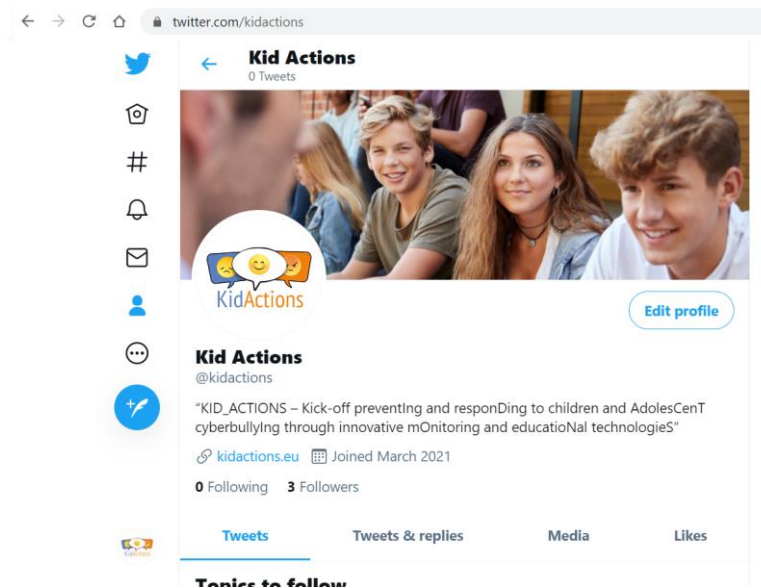 twitter.com/kidactions
Kid Actions
0 Tweets
KidActions
Edit profile
Kid Actions
@kidactions
“KID_ACTIONS – Kick-off preventIng and responDing to children and AdolesCenT
cyberbullyIng through innovative mOnitoring and educatioNal technologieS”
kidactions.eu Joined March 2021
0 Following 3 Followers
Tweets Tweets & replies Media Likes
KidActions
Topics to follow